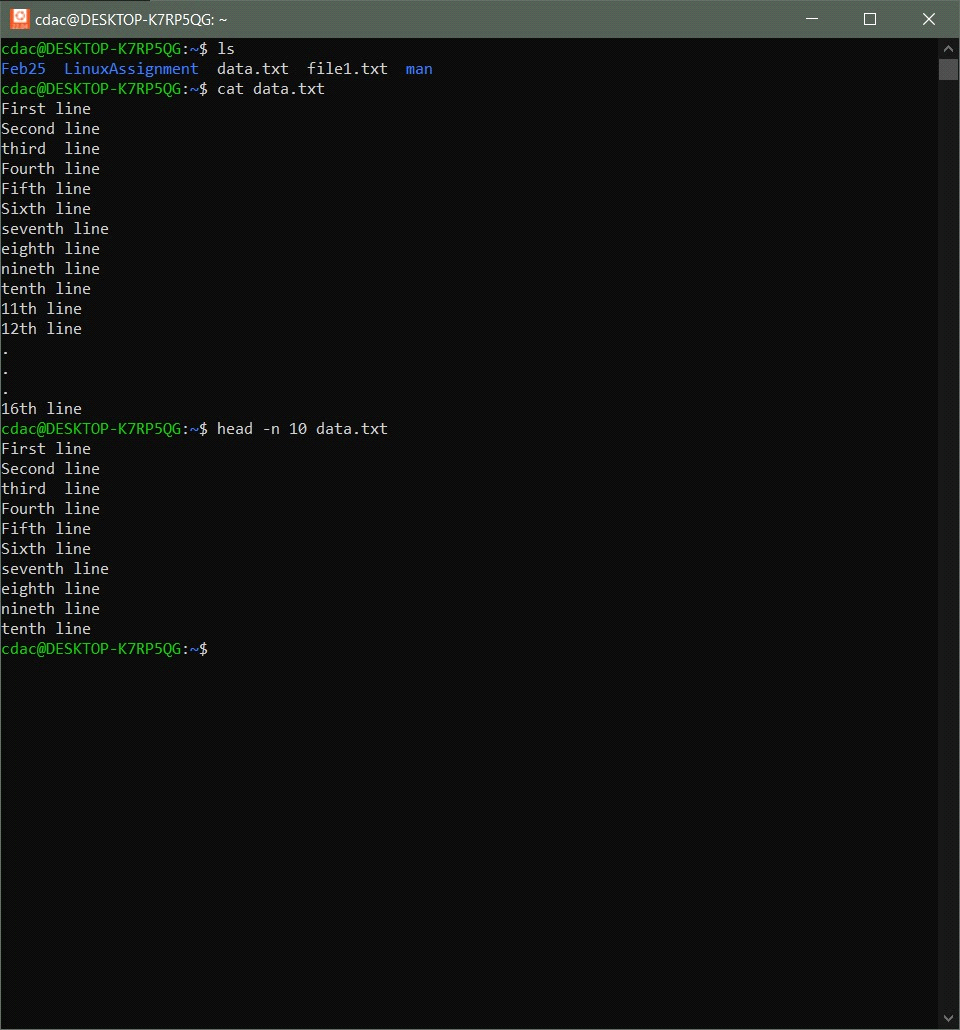 cdac@DESKTOP-K7RP5QG: ~
cdac@DESKTOP-K7RP5QG:~$ ls
Feb25  LinuxAssignment  data.txt  file1.txt  man
cdac@DESKTOP-K7RP5QG:~$ cat data.txt
First line
Second line
third  line
Fourth line
Fifth line
Sixth line
seventh line
eighth line
nineth line
tenth line
11th line
12th line
.
.
.
16th line
cdac@DESKTOP-K7RP5QG:~$ head -n 10 data.txt
First line
Second line
third  line
Fourth line
Fifth line
Sixth line
seventh line
eighth line
nineth line
tenth line
cdac@DESKTOP-K7RP5QG:~$